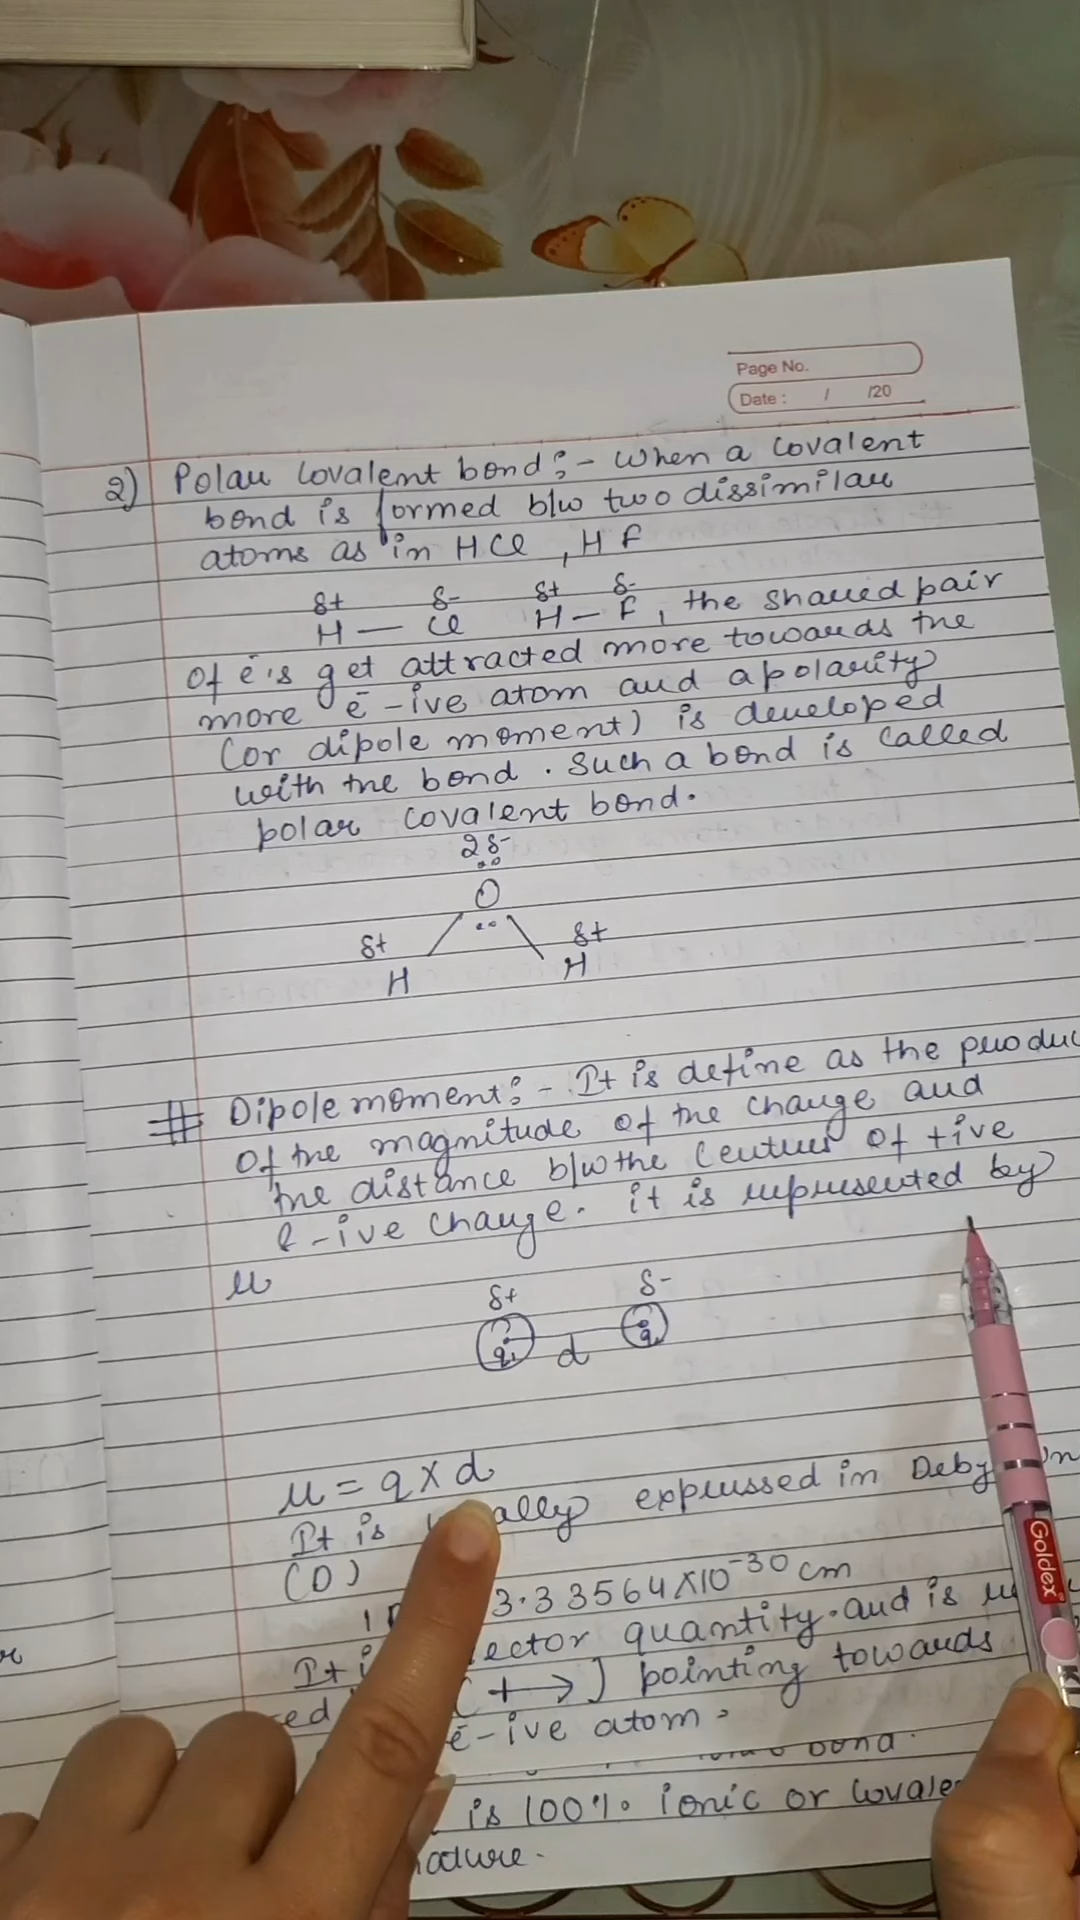 Page No.
Date : / /20
2) Polar Covalent bond :- When a covalent
bond is formed b/w two dissimilar
atoms as in HCl , HF
δ+ δ- δ+ δ-
H — Cl H — F , the shared pair
of e̅'s get attracted more towards the
more e̅ -ive atom and a polarity
(or dipole moment) is developed
with the bond . Such a bond is called
polar covalent bond.
2δ-
O
δ+ δ+
H H
# Dipole moment :- It is define as the produc
of the magnitude of the charge and
the distance b/w the centres of +ive
& -ive charge. it is represented by
u
δ+ δ-
q d q
u = q x d
It is ally expressed in Deby
(D)
1 3.33564 x 10-30 cm
It i ector quantity. and is
ed ( +→ ) pointing towards
e̅ -ive atom.
bond.
is 100% ionic or covale
nature.
Goldex